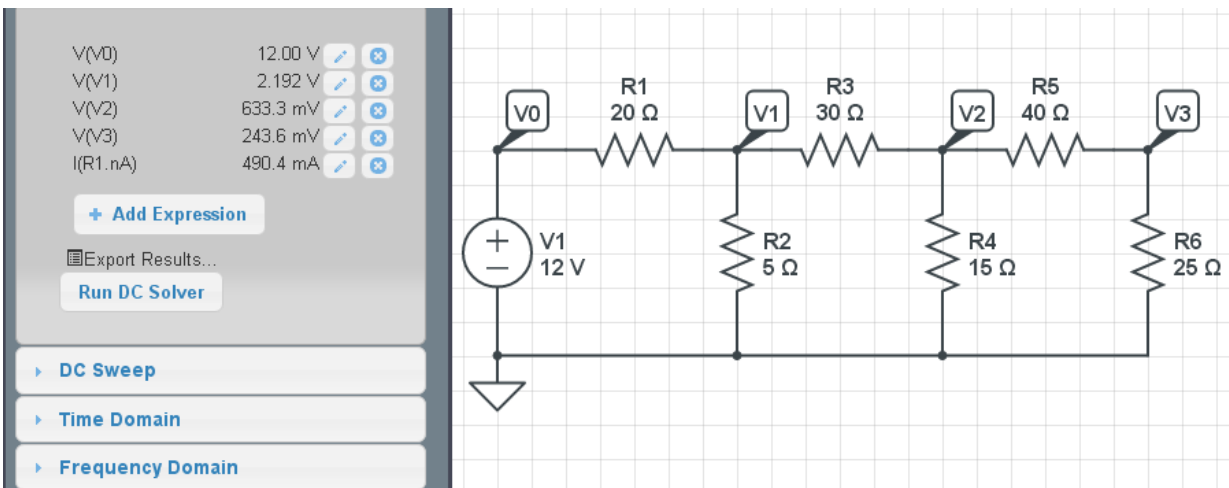 V(V0) 12.00 V
V(V1) 2.192 V
V(V2) 633.3 mV
V(V3) 243.6 mV
I(R1.nA) 490.4 mA
+ Add Expression
Export Results...
Run DC Solver
DC Sweep
Time Domain
Frequency Domain
R1
20 Ω
R3
30 Ω
R5
40 Ω
V0
V1
V2
V3
+
−
V1
12 V
R2
5 Ω
R4
15 Ω
R6
25 Ω